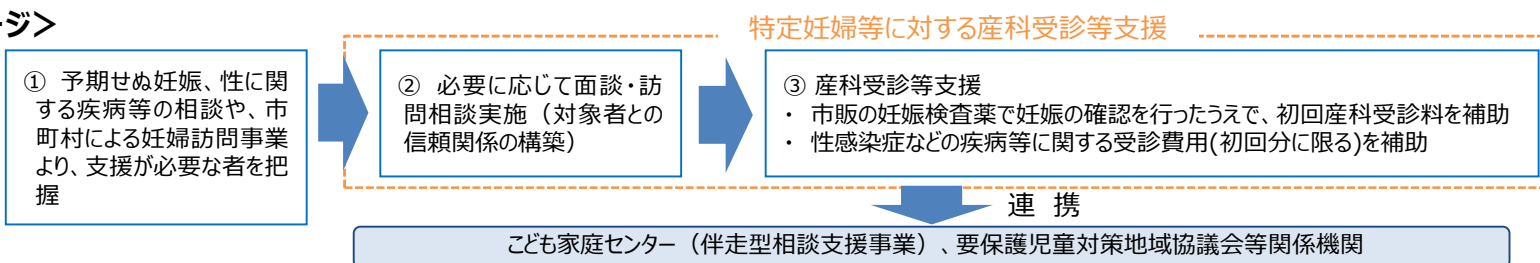 ージ＞
特定妊婦等に対する産科受診等支援
① 予期せぬ妊娠、性に関
する疾病等の相談や、市
町村による妊婦訪問事業
より、支援が必要な者を把
握
② 必要に応じて面談・訪
問相談実施（対象者との
信頼関係の構築）
③ 産科受診等支援
・ 市販の妊娠検査薬で妊娠の確認を行ったうえで、初回産科受診料を補助
・ 性感染症などの疾病等に関する受診費用(初回分に限る)を補助
連 携
こども家庭センター（伴走型相談支援事業）、要保護児童対策地域協議会等関係機関